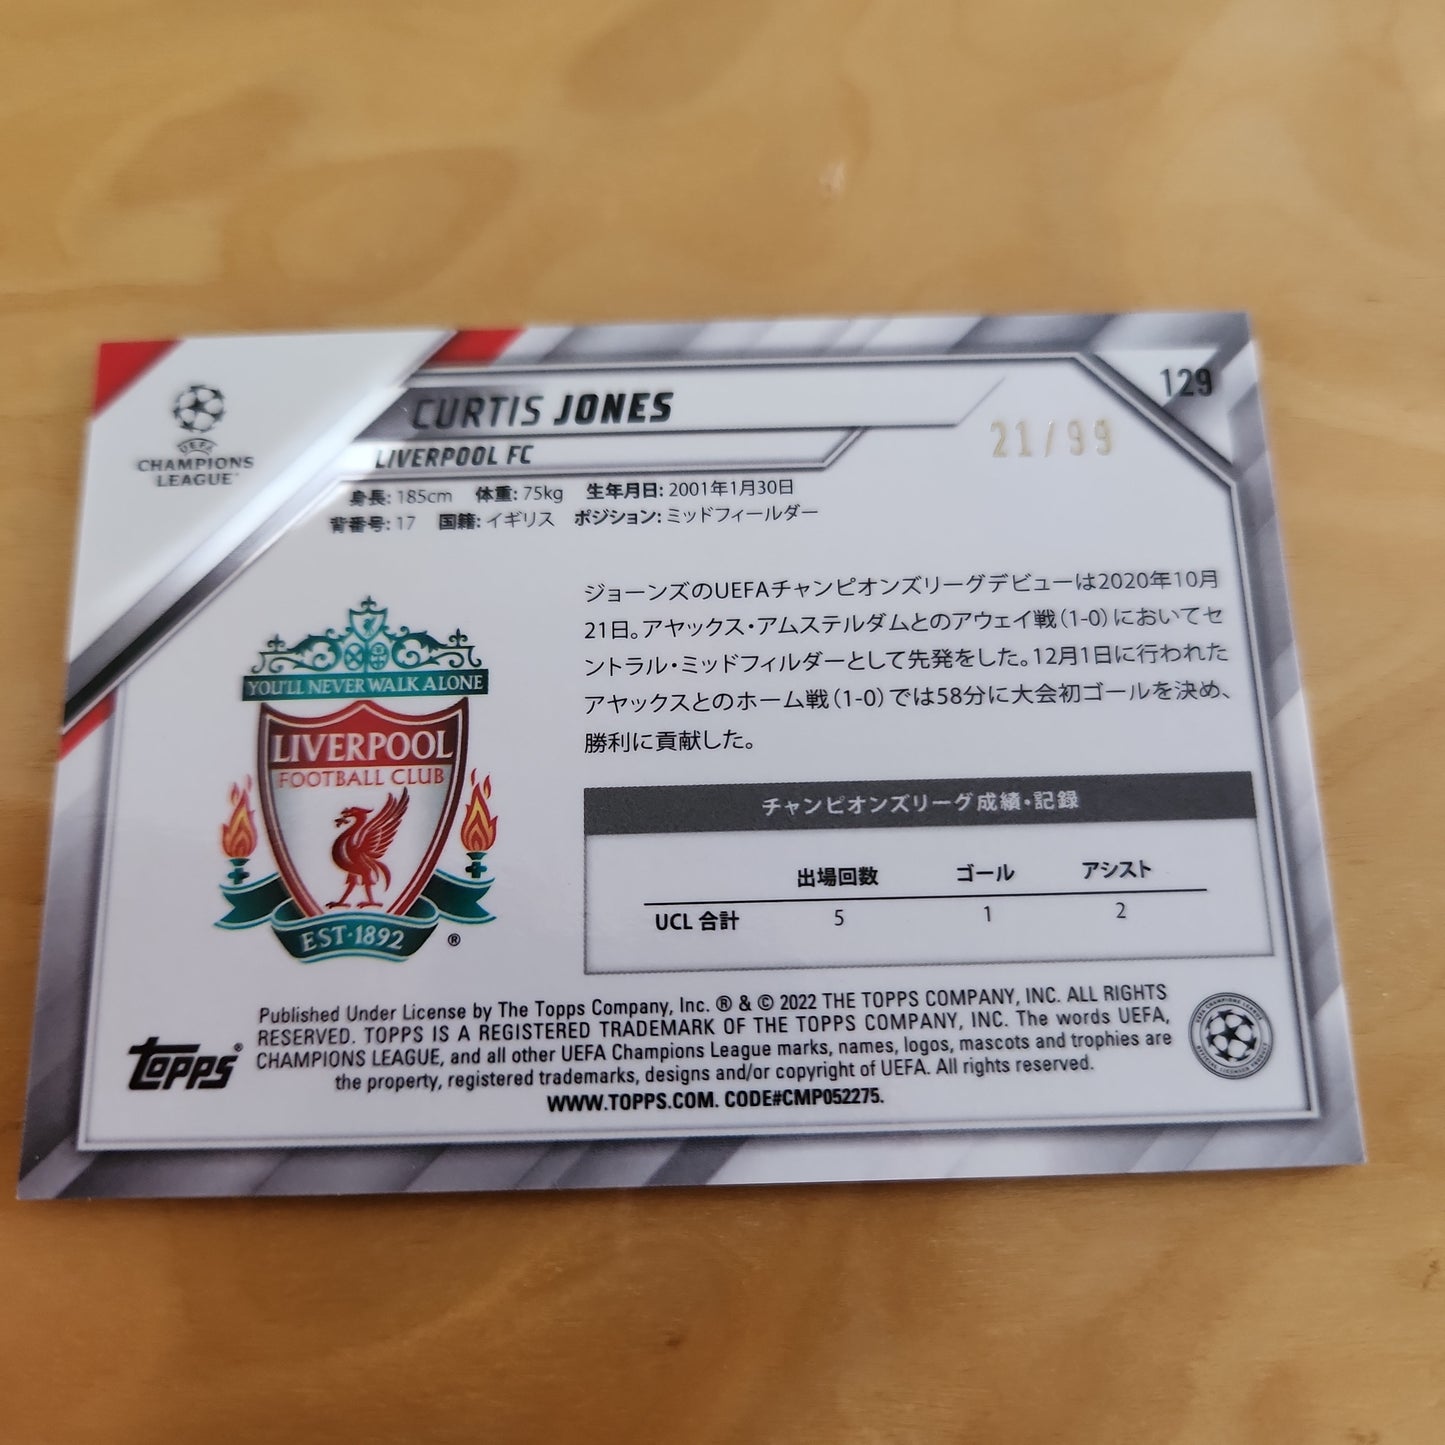 129
CURTIS JONES
21/99
LIVERPOOL FC
UEFA
CHAMPIONS
LEAGUE
身長: 185cm 体重: 75kg 生年月日: 2001年1月30日
背番号: 17 国籍: イギリス ポジション: ミッドフィールダー
ジョーンズのUEFAチャンピオンズリーグデビューは2020年10月
21日。アヤックス・アムステルダムとのアウェイ戦(1-0)においてセ
ントラル・ミッドフィルダーとして先発をした。12月1日に行われた
アヤックスとのホーム戦(1-0)では58分に大会初ゴールを決め、
勝利に貢献した。
YOU'LL NEVER WALK ALONE
LIVERPOOL
FOOTBALL CLUB
EST·1892
®
チャンピオンズリーグ成績・記録
出場回数 ゴール アシスト
UCL 合計 5 1 2
topps®
Published Under License by The Topps Company, Inc. ® & © 2022 THE TOPPS COMPANY, INC. ALL RIGHTS
RESERVED. TOPPS IS A REGISTERED TRADEMARK OF THE TOPPS COMPANY, INC. The words UEFA,
CHAMPIONS LEAGUE, and all other UEFA Champions League marks, names, logos, mascots and trophies are
the property, registered trademarks, designs and/or copyright of UEFA. All rights reserved.
WWW.TOPPS.COM. CODE#CMP052275.